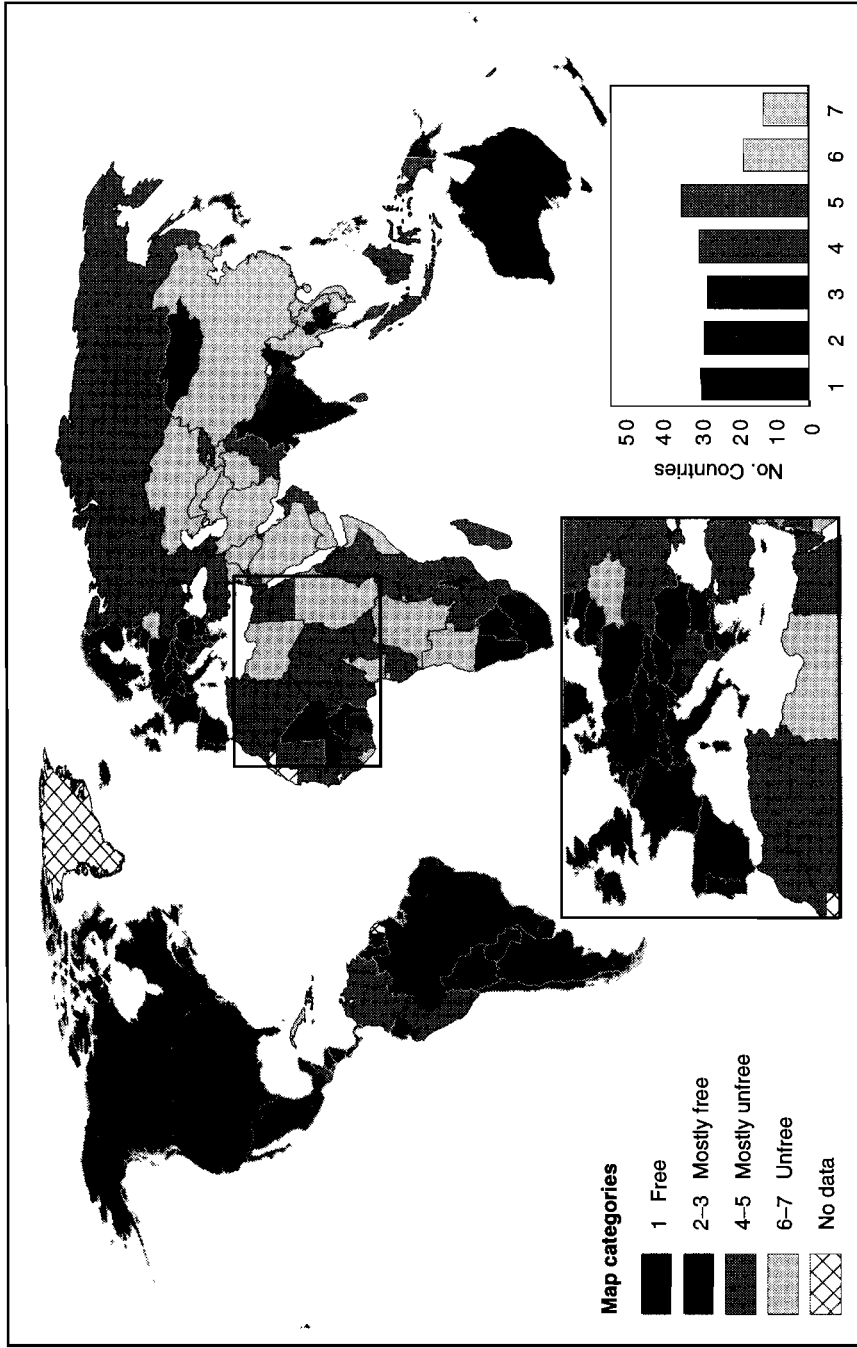 Map categories
1 Free
2–3 Mostly free
4–5 Mostly unfree
6–7 Unfree
No data
No. Countries
50
40
30
20
10
0
1 2 3 4 5 6 7